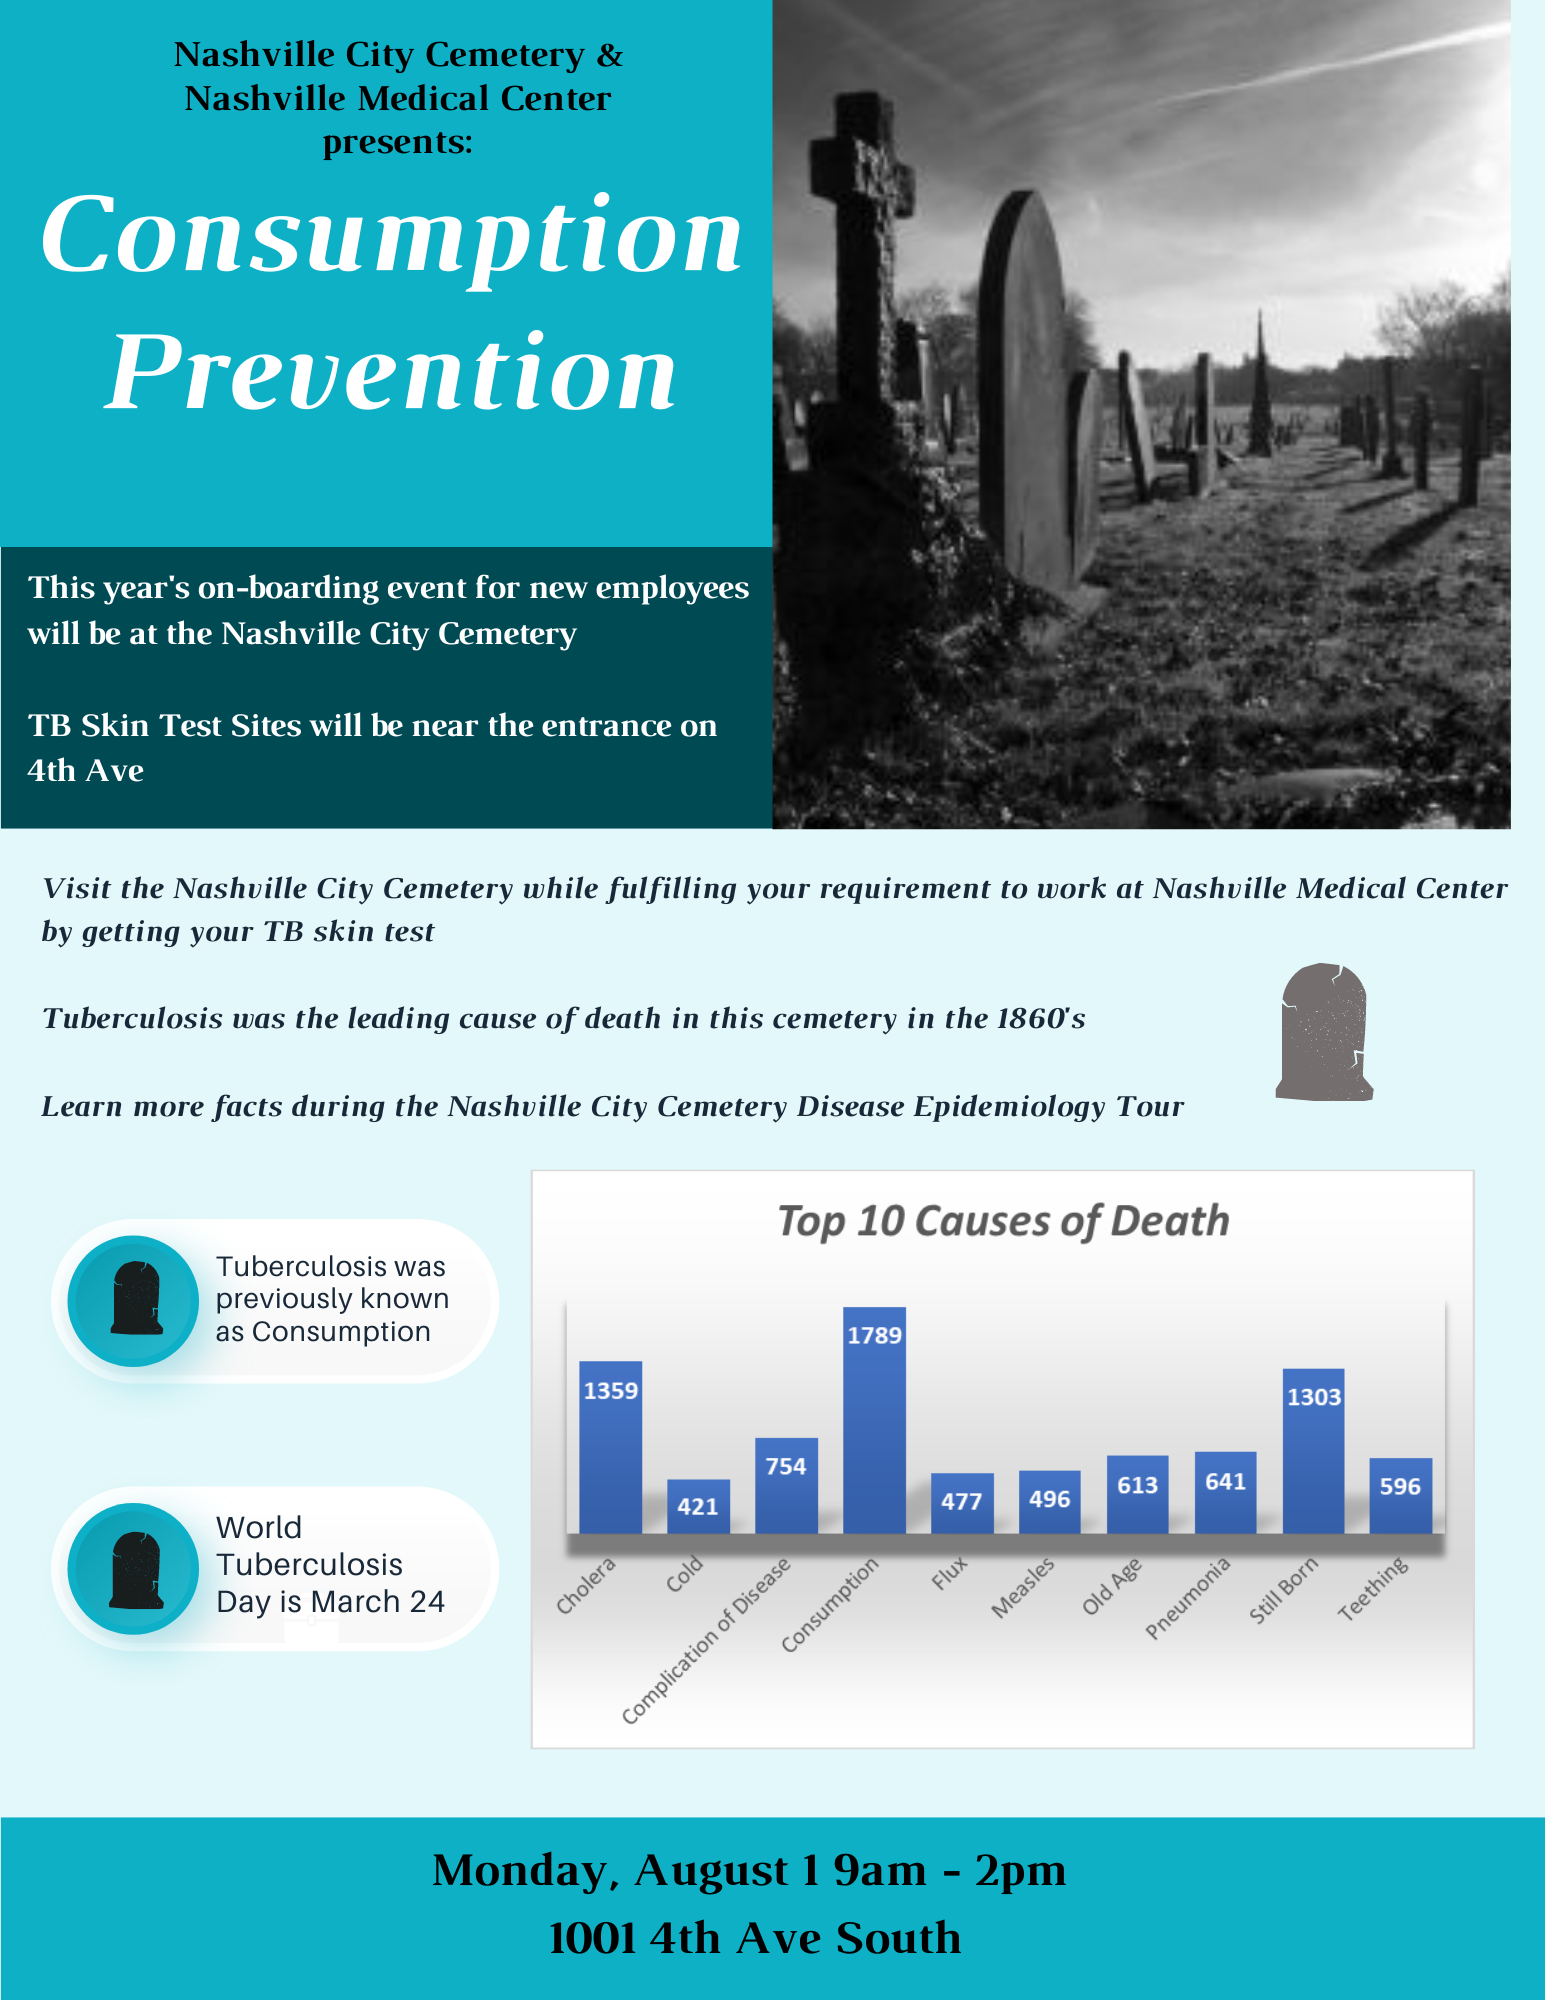 Nashville City Cemetery &
Nashville Medical Center
presents:
Consumption
Prevention
This year's on-boarding event for new employees
will be at the Nashville City Cemetery
TB Skin Test Sites will be near the entrance on
4th Ave
Visit the Nashville City Cemetery while fulfilling your requirement to work at Nashville Medical Center
by getting your TB skin test
Tuberculosis was the leading cause of death in this cemetery in the 1860's
Learn more facts during the Nashville City Cemetery Disease Epidemiology Tour
Tuberculosis was
previously known
as Consumption
World
Tuberculosis
Day is March 24
Top 10 Causes of Death
1359
421
754
1789
477
496
613
641
1303
596
Cholera
Cold
Complication of Disease
Consumption
Flux
Measles
Old Age
Pneumonia
Still Born
Teething
Monday, August 1 9am - 2pm
1001 4th Ave South